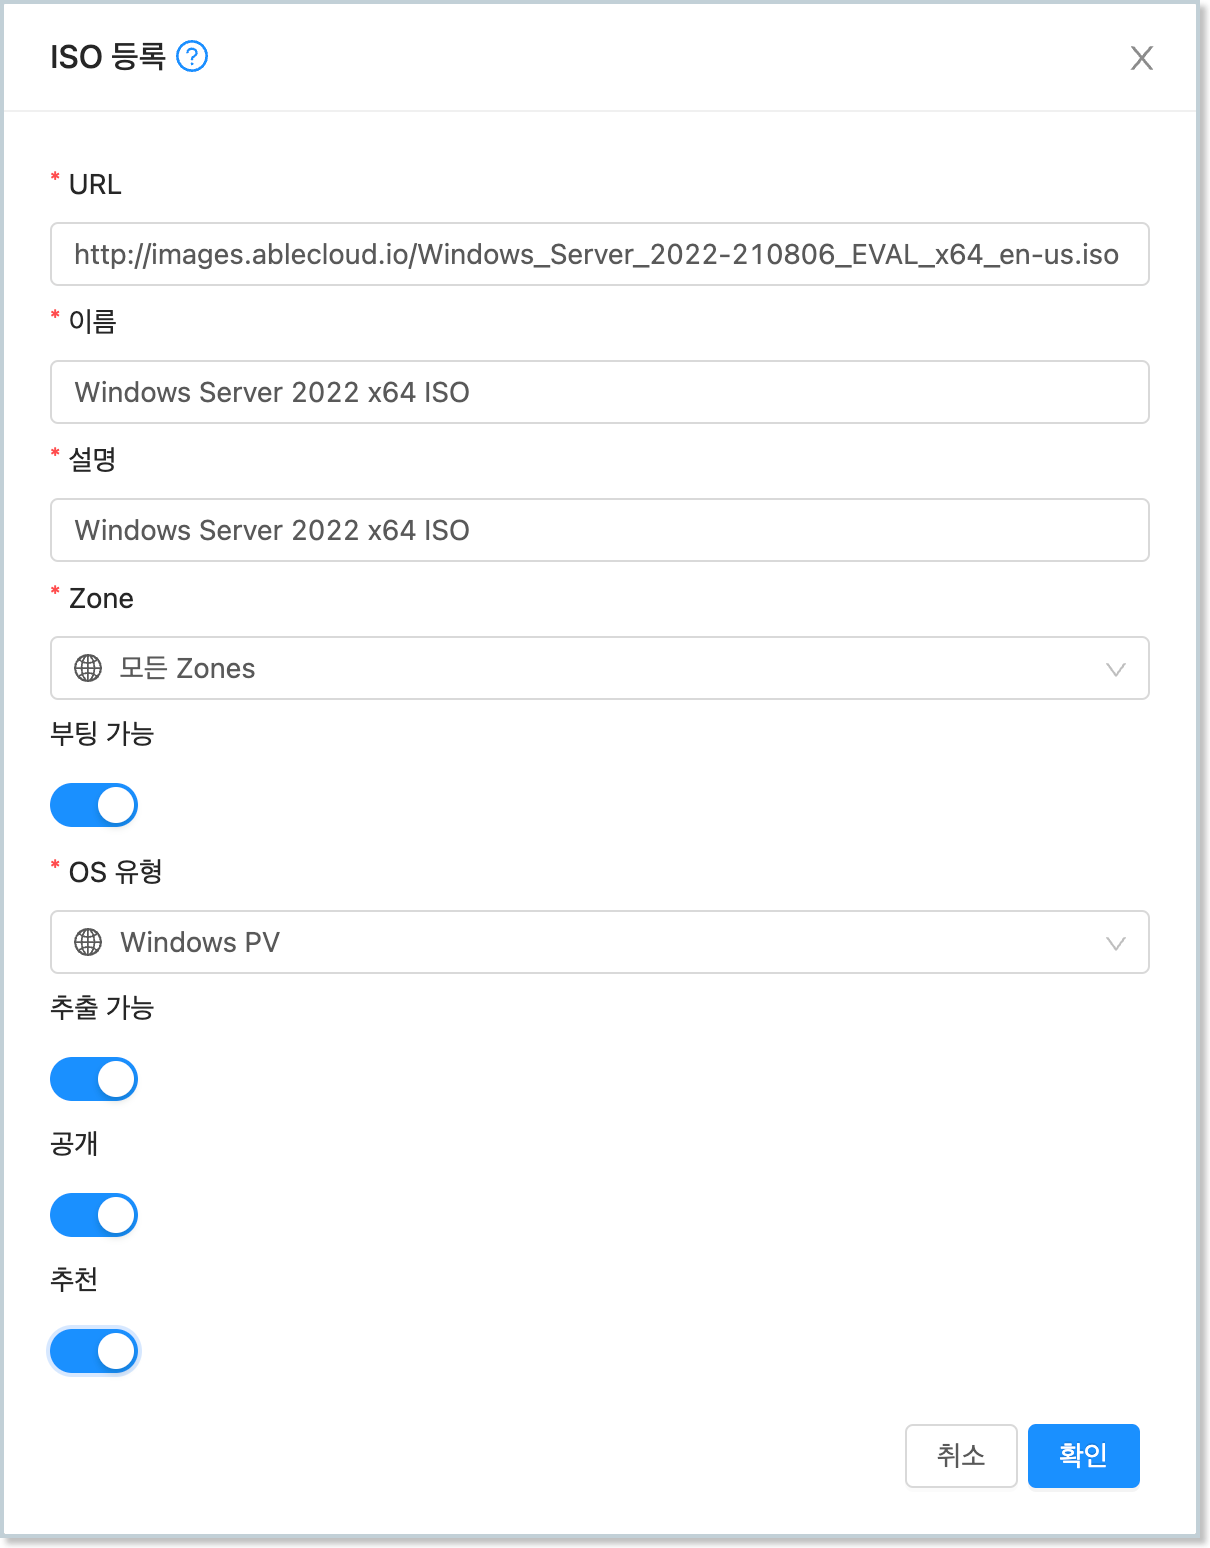 ISO 등록 ?
* URL
http://images.ablecloud.io/Windows_Server_2022-210806_EVAL_x64_en-us.iso
* 이름
Windows Server 2022 x64 ISO
* 설명
Windows Server 2022 x64 ISO
* Zone
모든 Zones
부팅 가능
* OS 유형
Windows PV
추출 가능
공개
추천
취소 확인